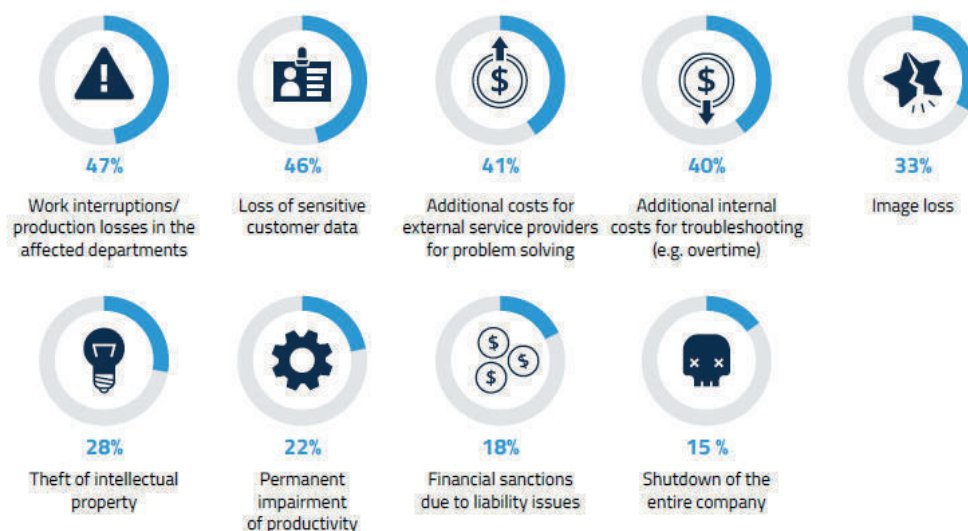 47%
Work interruptions/
production losses in the
affected departments
46%
Loss of sensitive
customer data
$
41%
Additional costs for
external service providers
for problem solving
$
40%
Additional internal
costs for troubleshooting
(e.g. overtime)
33%
Image loss
28%
Theft of intellectual
property
22%
Permanent
impairment
of productivity
$
$
$
18%
Financial sanctions
due to liability issues
15 %
Shutdown of the
entire company